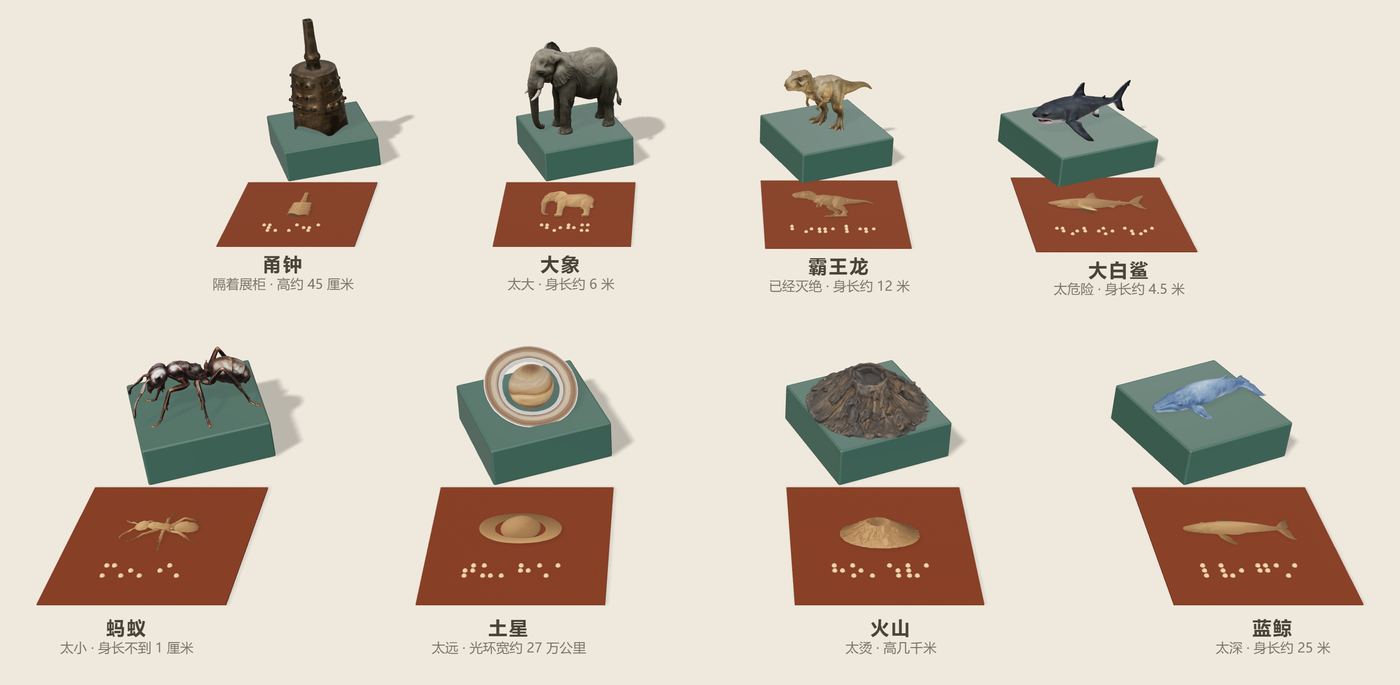 甬钟
隔着展柜 · 高约 45 厘米
大象
太大 · 身长约 6 米
霸王龙
已经灭绝 · 身长约 12 米
大白鲨
太危险 · 身长约 4.5 米
蚂蚁
太小 · 身长不到 1 厘米
土星
太远 · 光环宽约 27 万公里
火山
太烫 · 高几千米
蓝鲸
太深 · 身长约 25 米